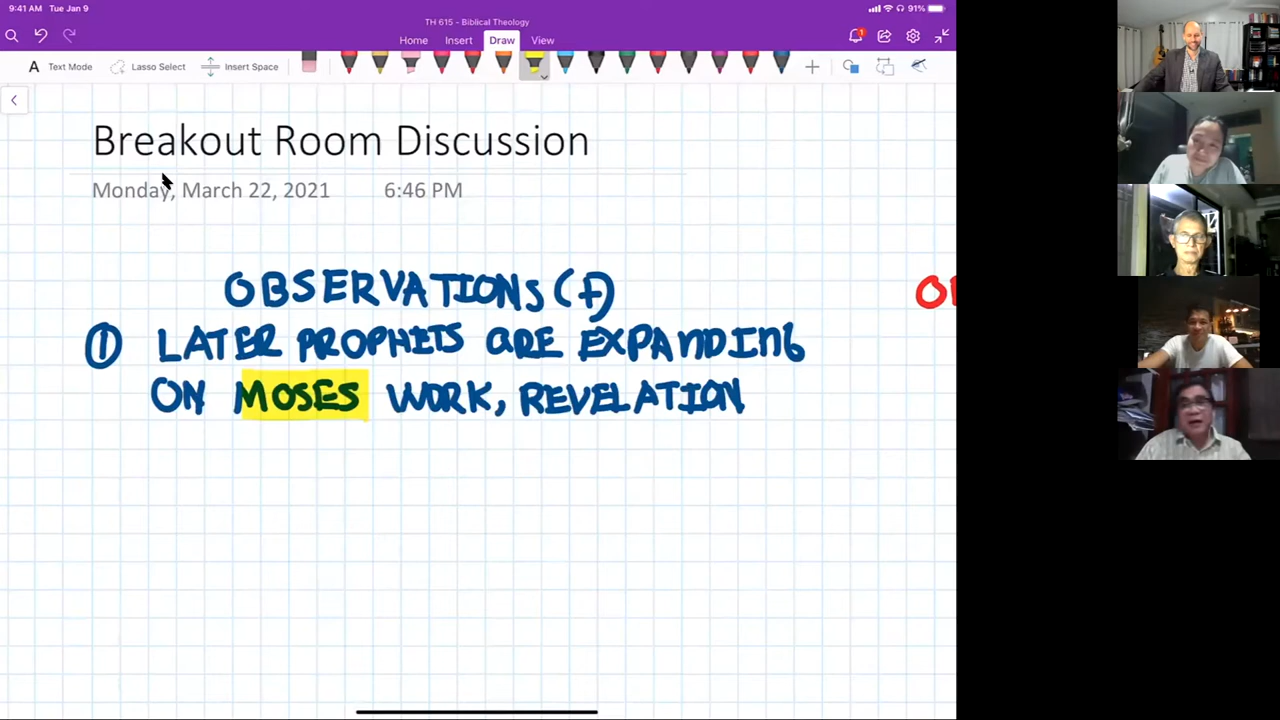 9:41 AM Tue Jan 9
91%
TH 615 - Biblical Theology
Home Insert Draw View
1
A Text Mode Lasso Select Insert Space
Breakout Room Discussion
Monday, March 22, 2021 6:46 PM
OBSERVATIONS (+)
① LATER PROPHETS ARE EXPANDING
ON MOSES WORK, REVELATION